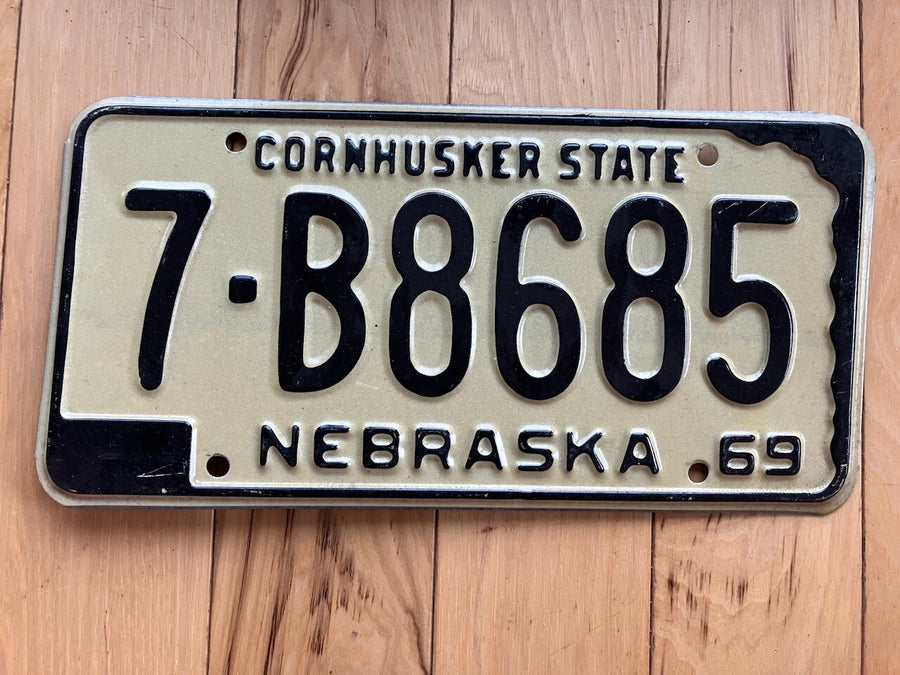 CORNHUSKER STATE
7-B8685
NEBRASKA 69